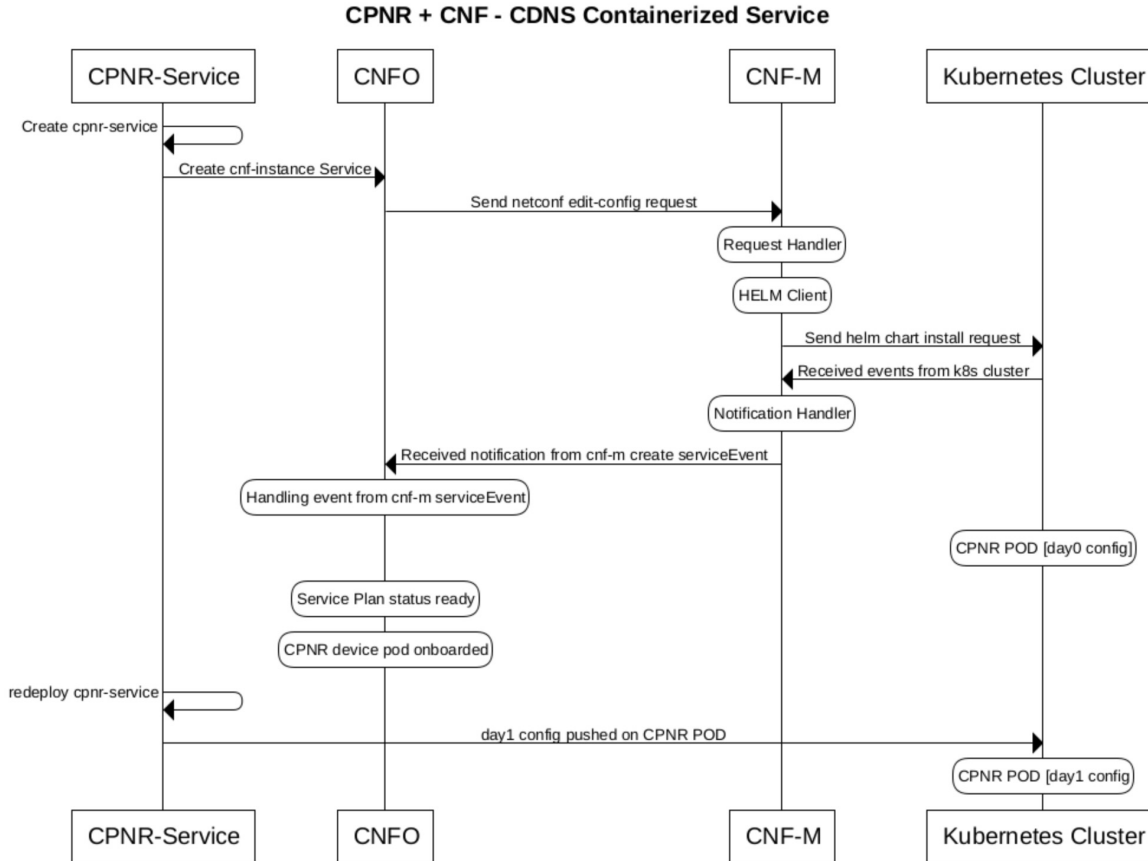 CPNR + CNF - CDNS Containerized Service
CPNR-Service
CNFO
CNF-M
Kubernetes Cluster
Create cpnr-service
Create cnf-instance Service
Send netconf edit-config request
Request Handler
HELM Client
Send helm chart install request
Received events from k8s cluster
Notification Handler
Received notification from cnf-m create serviceEvent
Handling event from cnf-m serviceEvent
CPNR POD [day0 config]
Service Plan status ready
CPNR device pod onboarded
redeploy cpnr-service
day1 config pushed on CPNR POD
CPNR POD [day1 config
CPNR-Service
CNFO
CNF-M
Kubernetes Cluster